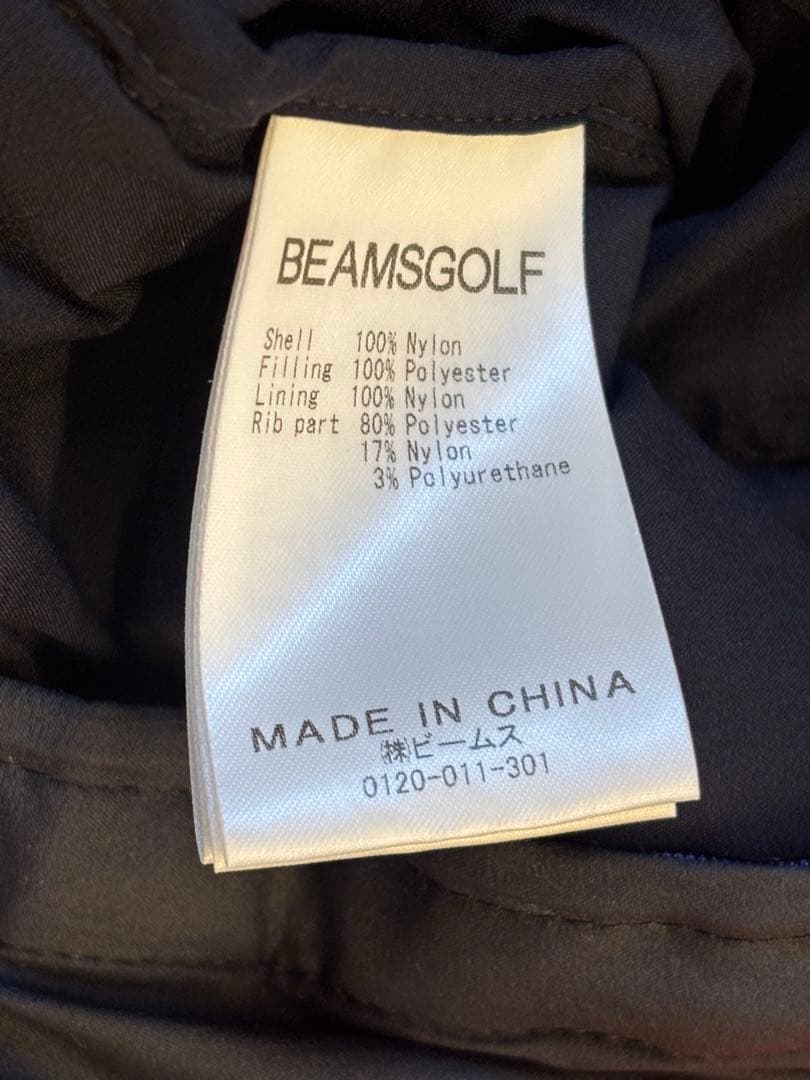 BEAMSGOLF
Shell 100% Nylon
Filling 100% Polyester
Lining 100% Nylon
Rib part 80% Polyester
17% Nylon
3% Polyurethane
MADE IN CHINA
㈱ビームス
0120-011-301